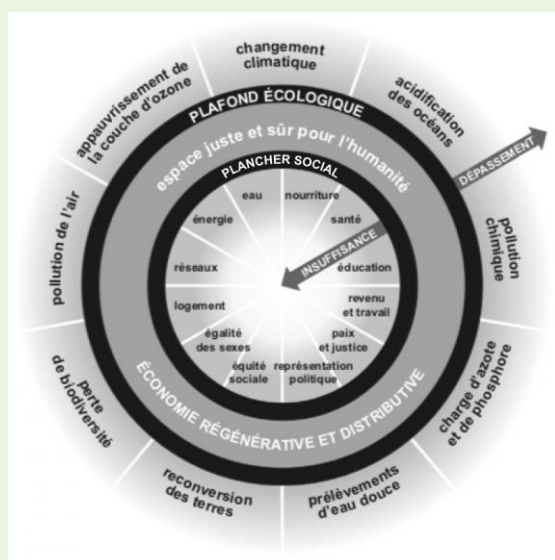 changement
climatique
acidification
des océans
pollution
chimique
charge d'azote
et de phosphore
prélèvements
d'eau douce
reconversion
des terres
perte
de biodiversité
pollution de l'air
appauvrissement de
la couche d'ozone
PLAFOND ÉCOLOGIQUE
espace juste et sûr pour l'humanité
PLANCHER SOCIAL
DÉPASSEMENT
INSUFFISANCE
eau
nourriture
santé
éducation
revenu
et travail
paix
et justice
représentation
politique
équité
sociale
égalité
des sexes
logement
réseaux
énergie
ÉCONOMIE RÉGÉNÉRATIVE ET DISTRIBUTIVE